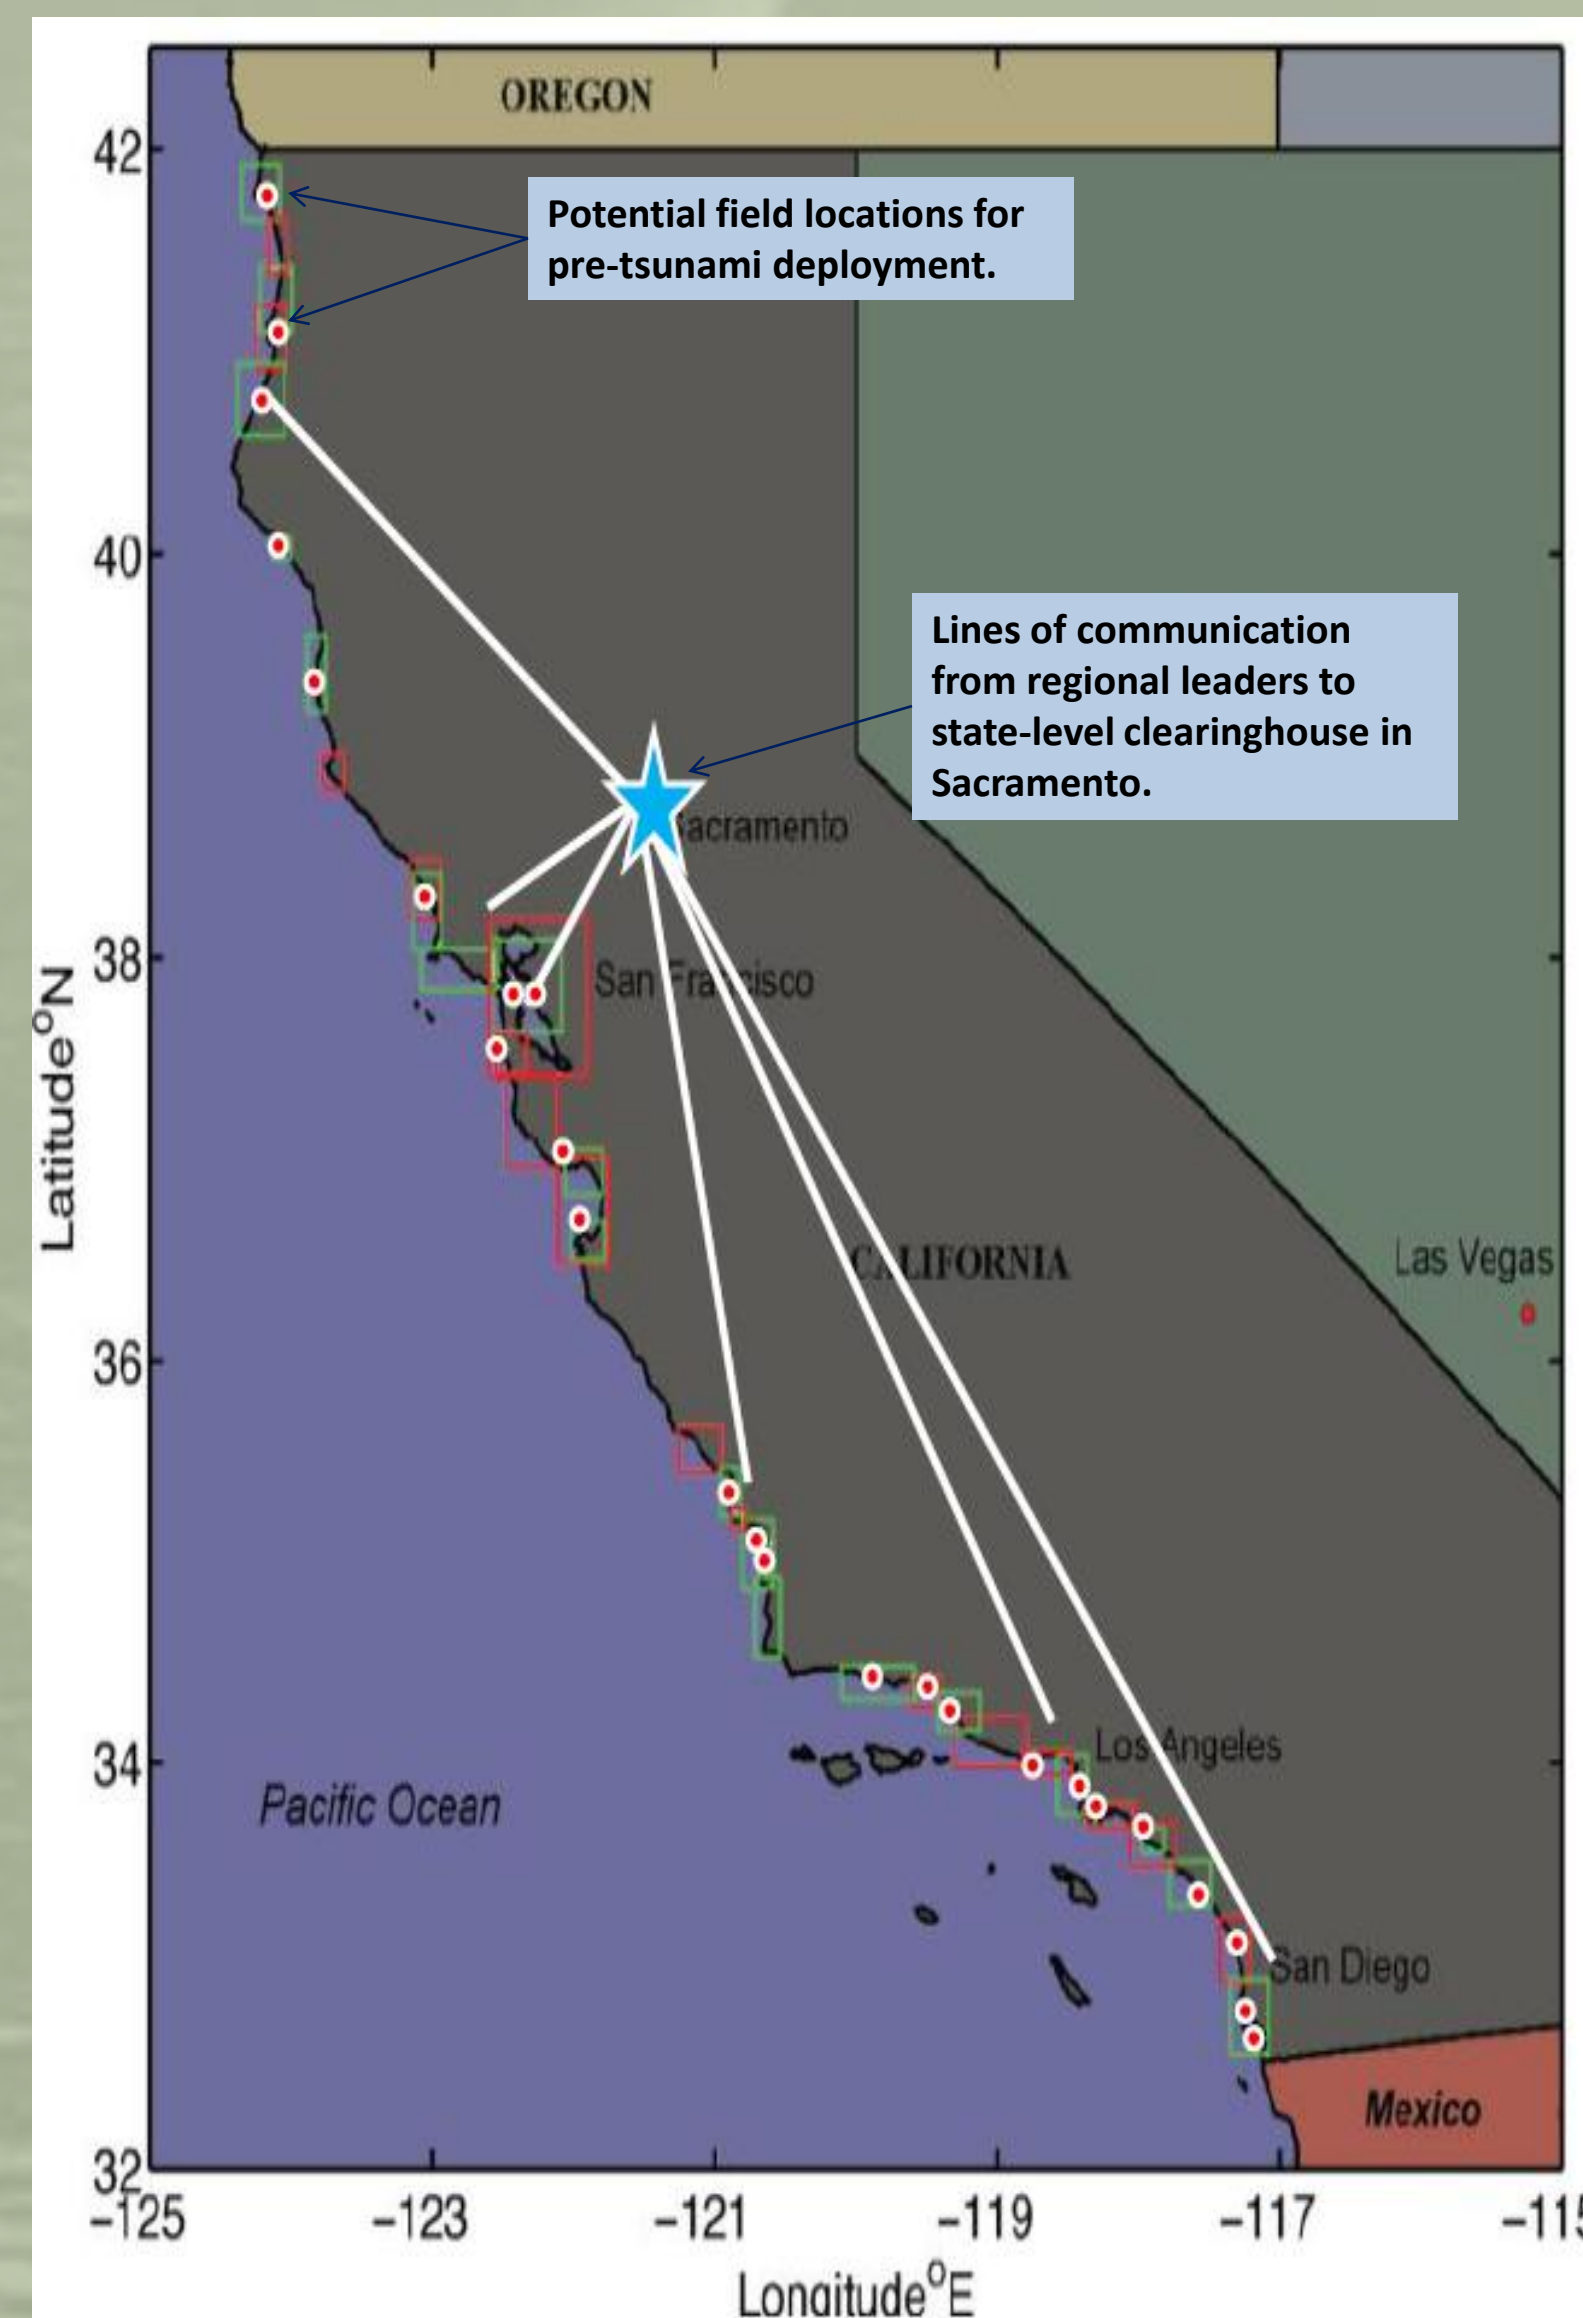 OREGON
42
Potential field locations for
pre-tsunami deployment.
40
Lines of communication
from regional leaders to
state-level clearinghouse in
Sacramento.
acramento
38
San Francisco
Latitude°N
CALIFORNIA
Las Vegas
36
34
Los Angeles
Pacific Ocean
San Diego
Mexico
32
-125
-123
-121
-119
-117
-115
Longitude°E